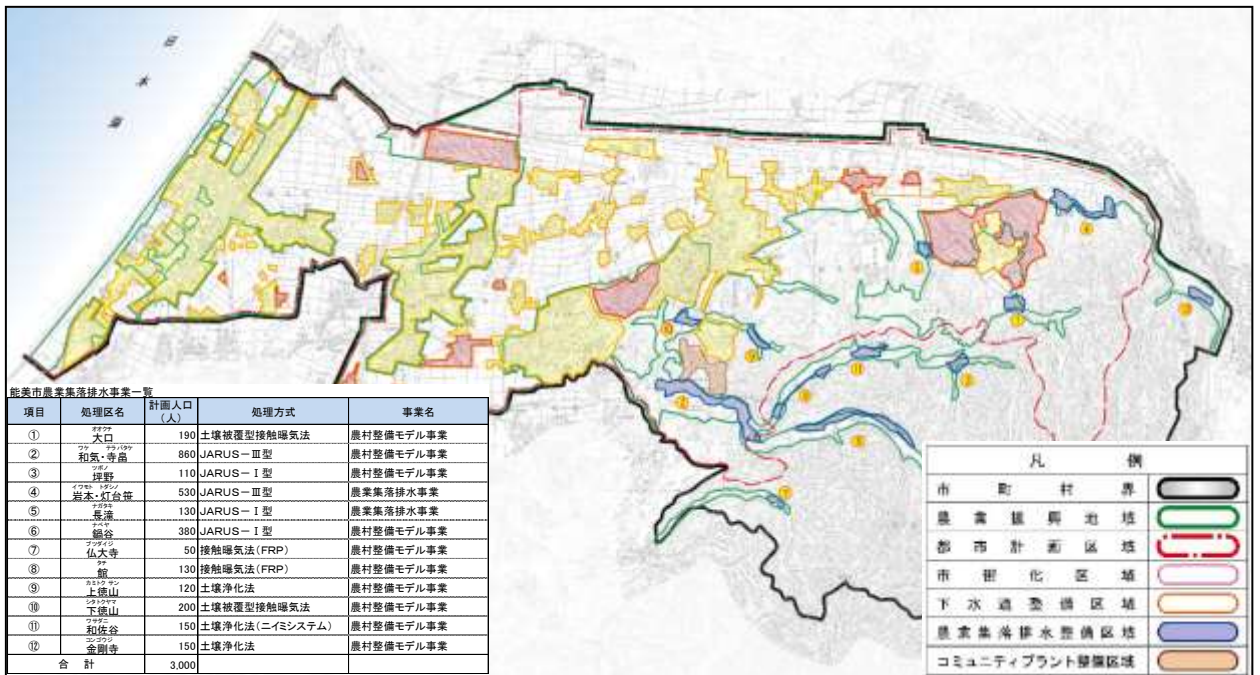 日本海
能美市農業集落排水事業一覧
項目 処理区名 計画人口(人) 処理方式 事業名
① オオクチ 大口 190 土壌被覆型接触曝気法 農村整備モデル事業
② ワケ テラバタケ 和気・寺畠 860 JARUS－Ⅲ型 農村整備モデル事業
③ ツボノ 坪野 110 JARUS－Ⅰ型 農村整備モデル事業
④ イワモト トダシノ 岩本・灯台笹 530 JARUS－Ⅲ型 農業集落排水事業
⑤ ナガタキ 長滝 130 JARUS－Ⅰ型 農業集落排水事業
⑥ ナベヤ 鍋谷 380 JARUS－Ⅰ型 農村整備モデル事業
⑦ ブツダイジ 仏大寺 50 接触曝気法(FRP) 農村整備モデル事業
⑧ タチ 館 130 接触曝気法(FRP) 農村整備モデル事業
⑨ カミトクサン 上徳山 120 土壌浄化法 農村整備モデル事業
⑩ シタトクヤマ 下徳山 200 土壌被覆型接触曝気法 農村整備モデル事業
⑪ ワサダニ 和佐谷 150 土壌浄化法(ニイミシステム) 農村整備モデル事業
⑫ コンゴウジ 金剛寺 150 土壌浄化法 農村整備モデル事業
合計 3,000
凡例
市町村界
農業振興地域
都市計画区域
市街化区域
下水道整備区域
農業集落排水整備区域
コミュニティプラント整備区域